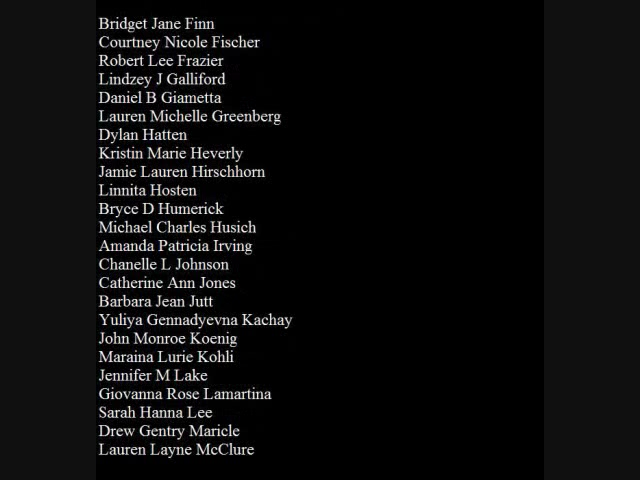 Bridget Jane Finn
Courtney Nicole Fischer
Robert Lee Frazier
Lindzey J Galliford
Daniel B Giametta
Lauren Michelle Greenberg
Dylan Hatten
Kristin Marie Heverly
Jamie Lauren Hirschhorn
Linnita Hosten
Bryce D Humerick
Michael Charles Husich
Amanda Patricia Irving
Chanelle L Johnson
Catherine Ann Jones
Barbara Jean Jutt
Yuliya Gennadyevna Kachay
John Monroe Koenig
Maraina Lurie Kohli
Jennifer M Lake
Giovanna Rose Lamartina
Sarah Hanna Lee
Drew Gentry Maricle
Lauren Layne McClure